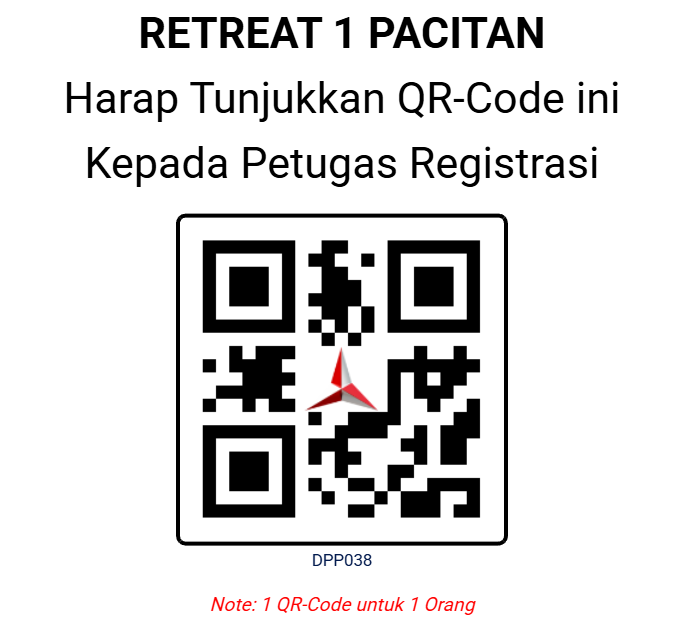 RETREAT 1 PACITAN
Harap Tunjukkan QR-Code ini
Kepada Petugas Registrasi
DPP038
Note: 1 QR-Code untuk 1 Orang